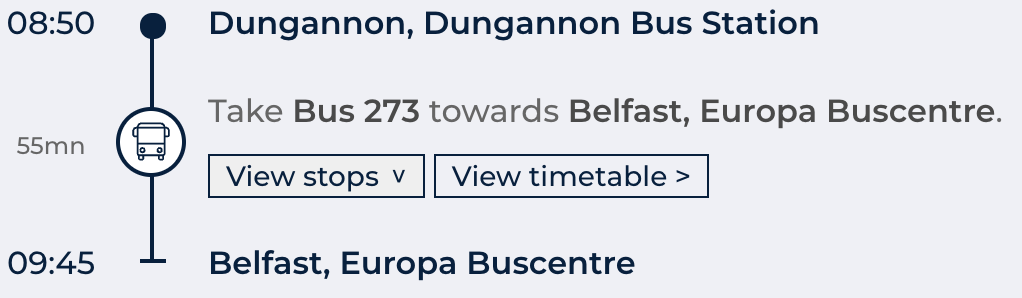 08:50 Dungannon, Dungannon Bus Station
Take Bus 273 towards Belfast, Europa Buscentre.
55mn
View stops v View timetable >
09:45 Belfast, Europa Buscentre